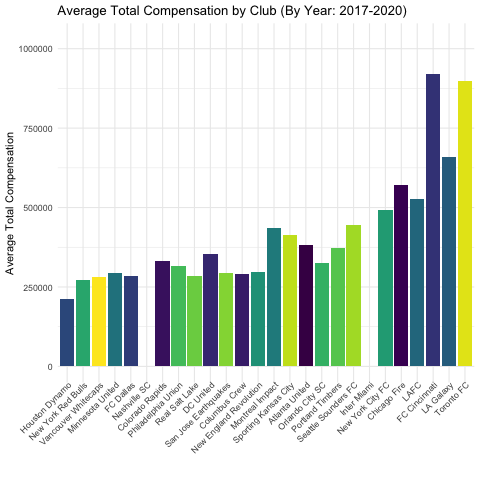 Average Total Compensation by Club (By Year: 2017-2020)
Average Total Compensation
1000000
750000
500000
250000
0
Houston Dynamo
New York Red Bulls
Vancouver Whitecaps
Minnesota United
FC Dallas
Nashville SC
Colorado Rapids
Philadelphia Union
Real Salt Lake
DC United
San Jose Earthquakes
Columbus Crew
New England Revolution
Montreal Impact
Sporting Kansas City
Atlanta United
Orlando City SC
Portland Timbers
Seattle Sounders FC
Inter Miami
New York City FC
Chicago Fire
LAFC
FC Cincinnati
LA Galaxy
Toronto FC